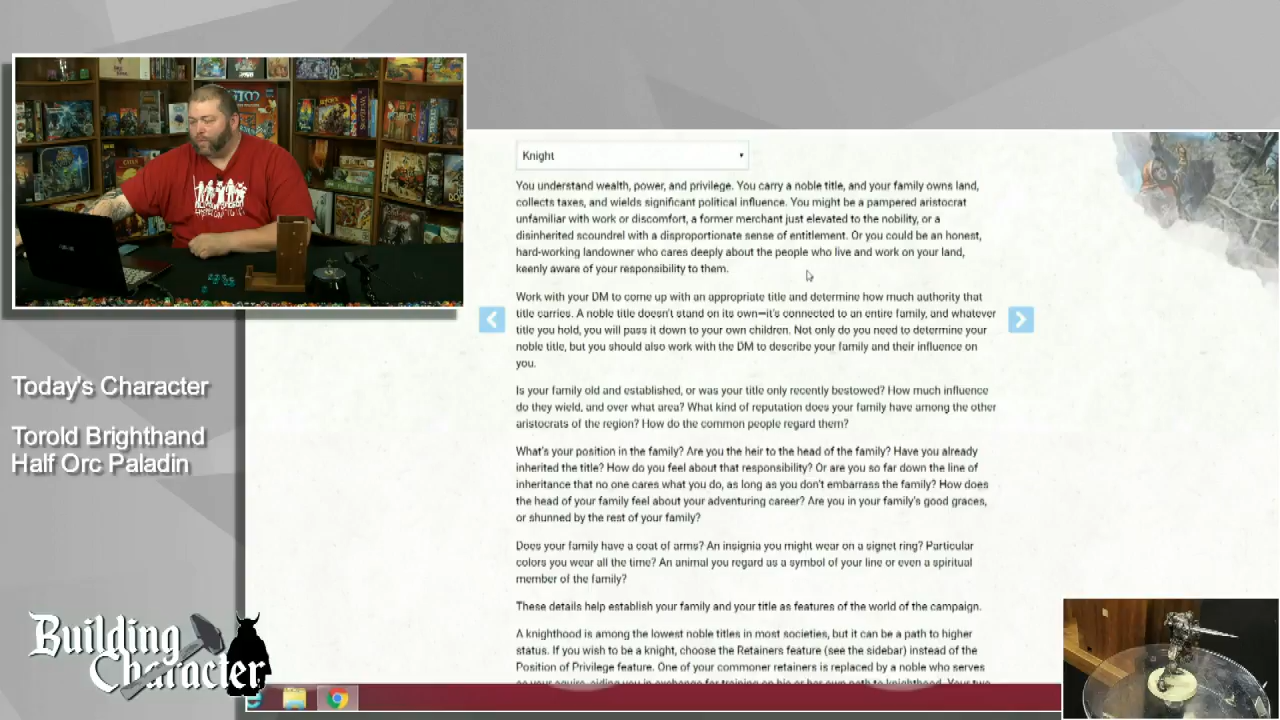 Knight
You understand wealth, power, and privilege. You carry a noble title, and your family owns land,
collects taxes, and wields significant political influence. You might be a pampered aristocrat
unfamiliar with work or discomfort, a former merchant just elevated to the nobility, or a
disinherited scoundrel with a disproportionate sense of entitlement. Or you could be an honest,
hard-working landowner who cares deeply about the people who live and work on your land,
keenly aware of your responsibility to them.
Work with your DM to come up with an appropriate title and determine how much authority that
title carries. A noble title doesn't stand on its own—it's connected to an entire family, and whatever
title you hold, you will pass it down to your own children. Not only do you need to determine your
noble title, but you should also work with the DM to describe your family and their influence on
you.
Is your family old and established, or was your title only recently bestowed? How much influence
do they wield, and over what area? What kind of reputation does your family have among the other
aristocrats of the region? How do the common people regard them?
What's your position in the family? Are you the heir to the head of the family? Have you already
inherited the title? How do you feel about that responsibility? Or are you so far down the line of
inheritance that no one cares what you do, as long as you don't embarrass the family? How does
the head of your family feel about your adventuring career? Are you in your family's good graces,
or shunned by the rest of your family?
Does your family have a coat of arms? An insignia you might wear on a signet ring? Particular
colors you wear all the time? An animal you regard as a symbol of your line or even a spiritual
member of the family?
These details help establish your family and your title as features of the world of the campaign.
A knighthood is among the lowest noble titles in most societies, but it can be a path to higher
status. If you wish to be a knight, choose the Retainers feature (see the sidebar) instead of the
Position of Privilege feature. One of your commoner retainers is replaced by a noble who serves
as your squire, aiding you in exchange for training on his or her own path to knighthood. Your two
Today's Character
Torold Brighthand
Half Orc Paladin
Building
Character